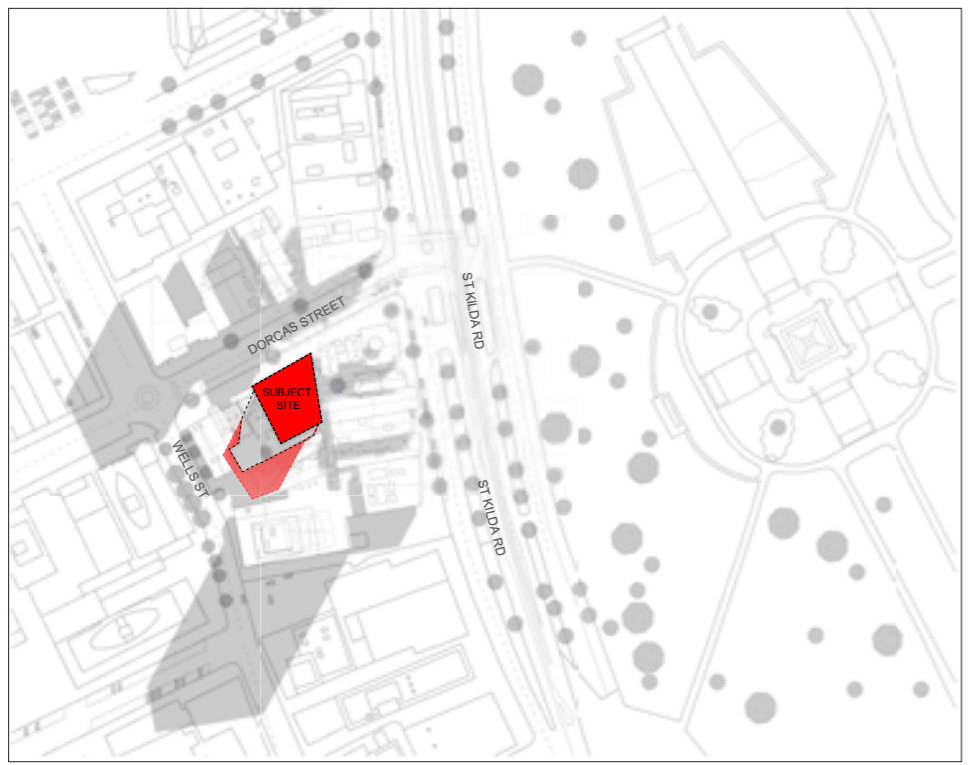 ST KILDA RD
DORCAS STREET
SUBJECT
SITE
WELLS ST
ST KILDA RD